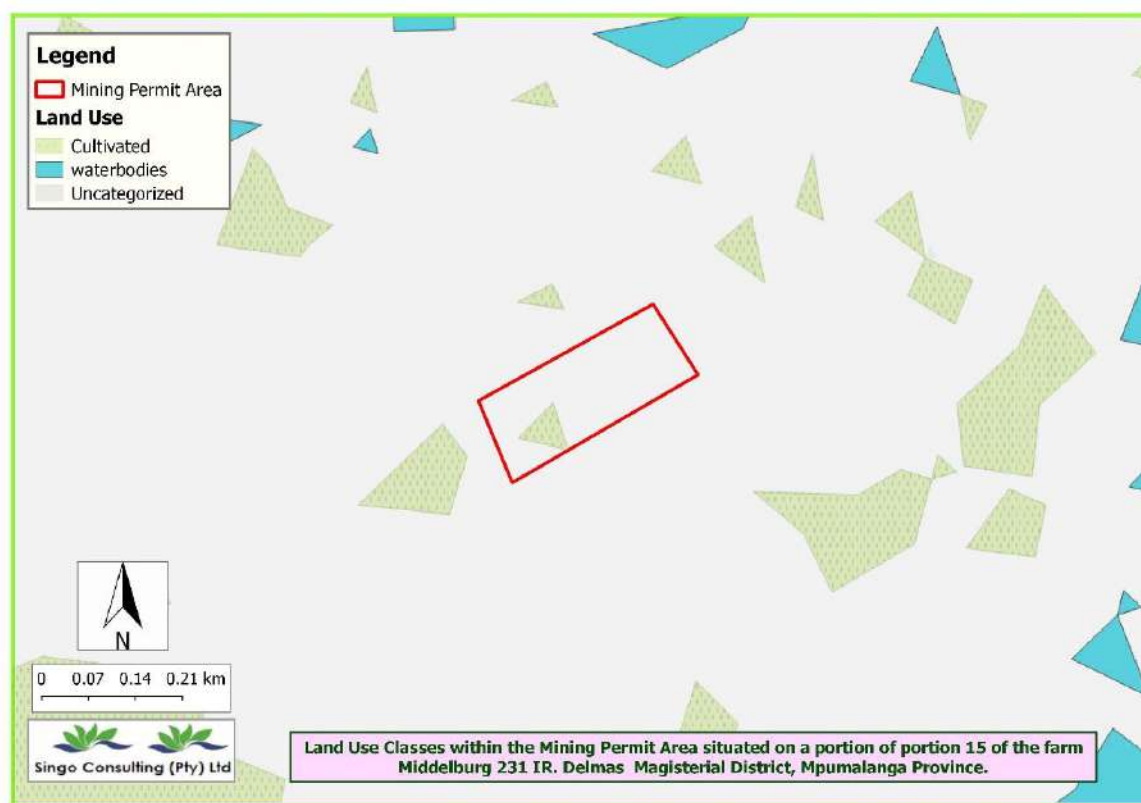 Legend
Mining Permit Area
Land Use
Cultivated
waterbodies
Uncategorized
N
0 0.07 0.14 0.21 km
Singo Consulting (Pty) Ltd
Land Use Classes within the Mining Permit Area situated on a portion of portion 15 of the farm
Middelburg 231 IR. Delmas Magisterial District, Mpumalanga Province.